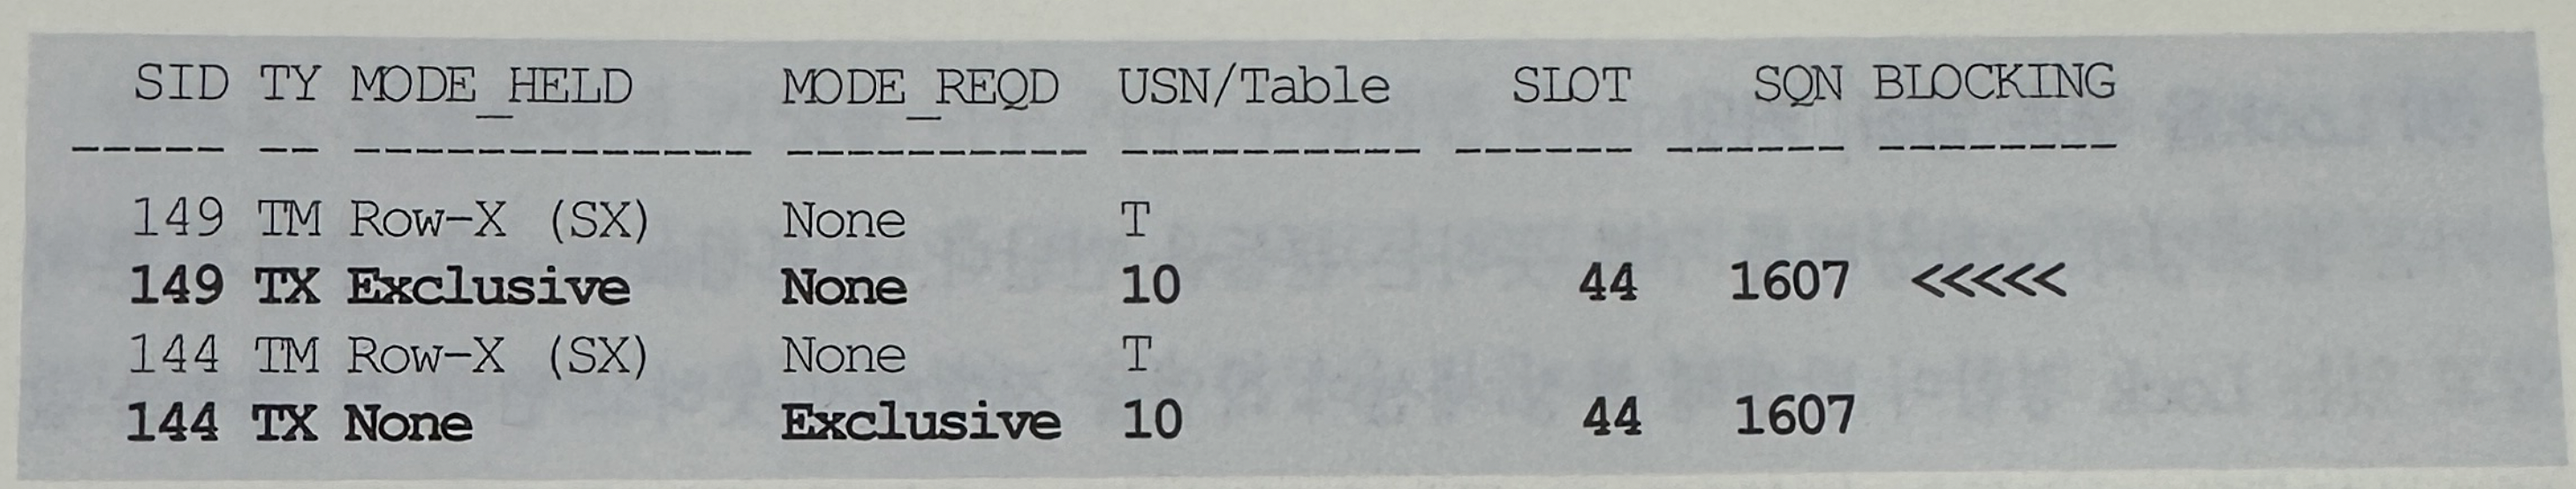 SID TY MODE_HELD MODE_REQD USN/Table SLOT SQN BLOCKING
----- -- ------------- ----------- ---------- ------ ------ --------
149 TM Row-X (SX) None T
149 TX Exclusive None 10 44 1607 <<<<<
144 TM Row-X (SX) None T
144 TX None Exclusive 10 44 1607